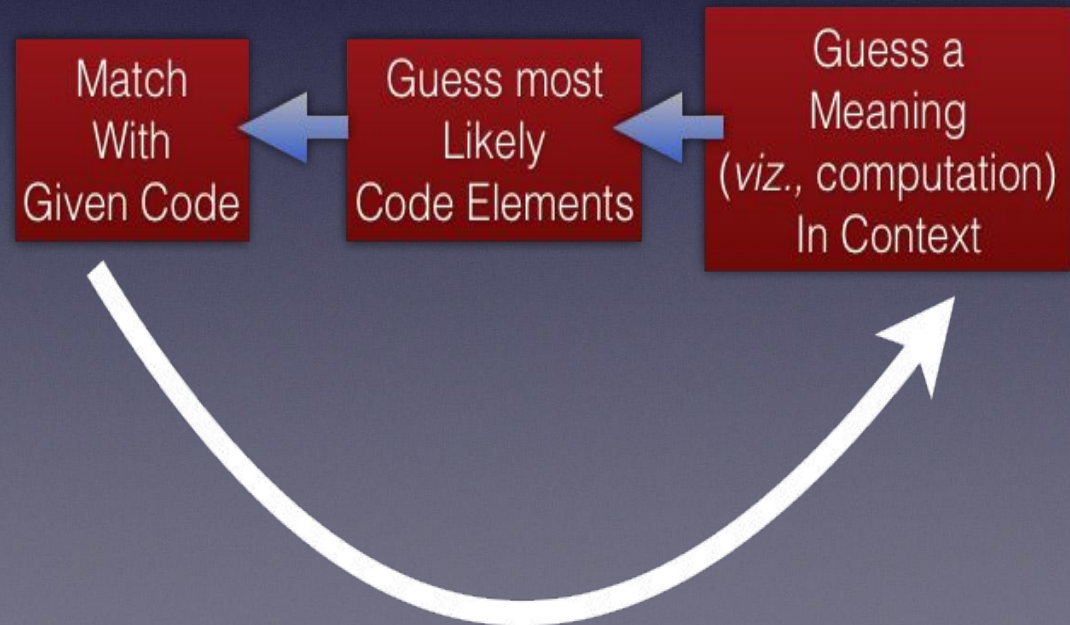 Match
With
Given Code
Guess most
Likely
Code Elements
Guess a
Meaning
(viz., computation)
In Context